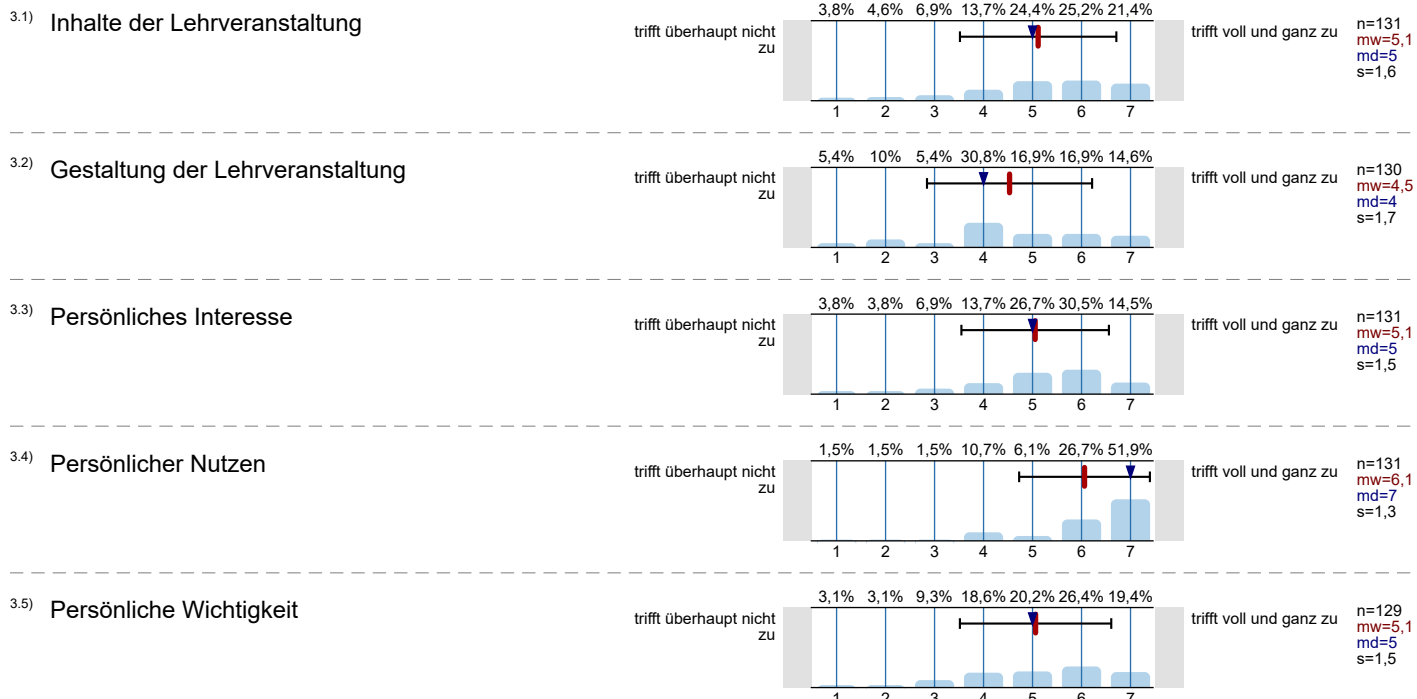 3.1) Inhalte der Lehrveranstaltung
3,8% 4,6% 6,9% 13,7% 24,4% 25,2% 21,4%
trifft überhaupt nicht
zu
trifft voll und ganz zu
n=131
mw=5,1
md=5
s=1,6
1 2 3 4 5 6 7
3.2) Gestaltung der Lehrveranstaltung
5,4% 10% 5,4% 30,8% 16,9% 16,9% 14,6%
trifft überhaupt nicht
zu
trifft voll und ganz zu
n=130
mw=4,5
md=4
s=1,7
1 2 3 4 5 6 7
3.3) Persönliches Interesse
3,8% 3,8% 6,9% 13,7% 26,7% 30,5% 14,5%
trifft überhaupt nicht
zu
trifft voll und ganz zu
n=131
mw=5,1
md=5
s=1,5
1 2 3 4 5 6 7
3.4) Persönlicher Nutzen
1,5% 1,5% 1,5% 10,7% 6,1% 26,7% 51,9%
trifft überhaupt nicht
zu
trifft voll und ganz zu
n=131
mw=6,1
md=7
s=1,3
1 2 3 4 5 6 7
3.5) Persönliche Wichtigkeit
3,1% 3,1% 9,3% 18,6% 20,2% 26,4% 19,4%
trifft überhaupt nicht
zu
trifft voll und ganz zu
n=129
mw=5,1
md=5
s=1,5
1 2 3 4 5 6 7